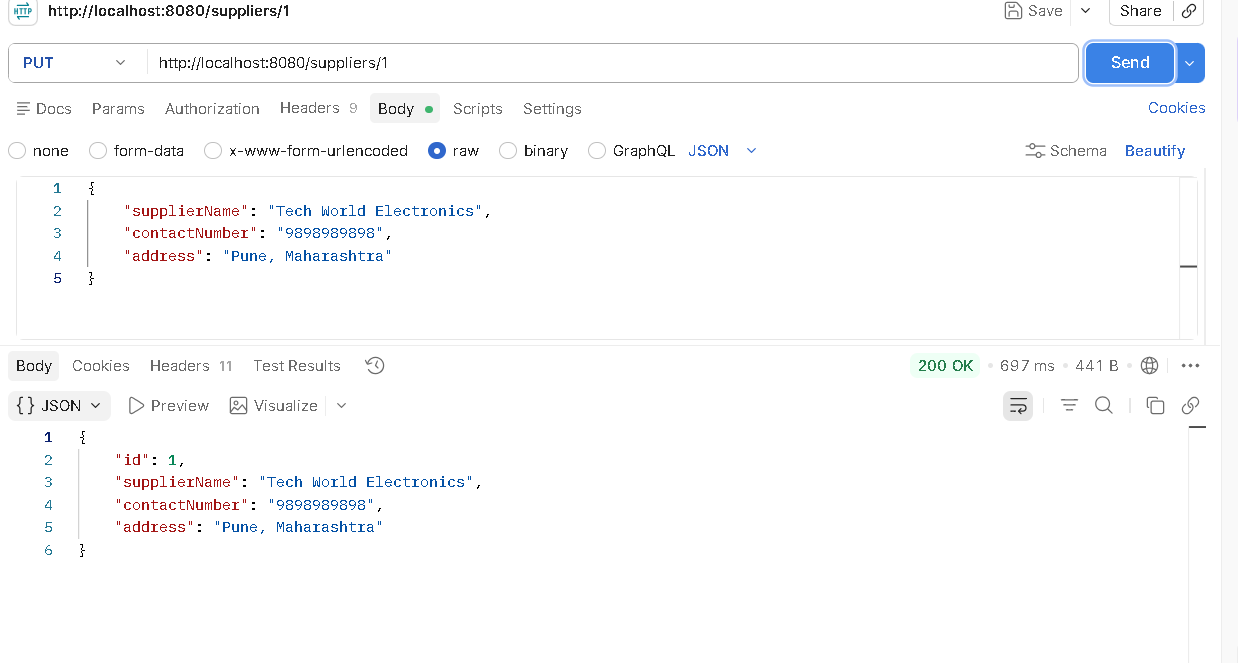 HTTP http://localhost:8080/suppliers/1 Save Share
PUT http://localhost:8080/suppliers/1 Send
Docs Params Authorization Headers 9 Body Scripts Settings Cookies
none form-data x-www-form-urlencoded raw binary GraphQL JSON Schema Beautify
1 {
2 "supplierName": "Tech World Electronics",
3 "contactNumber": "9898989898",
4 "address": "Pune, Maharashtra"
5 }
Body Cookies Headers 11 Test Results 200 OK • 697 ms • 441 B •
{} JSON Preview Visualize
1 {
2 "id": 1,
3 "supplierName": "Tech World Electronics",
4 "contactNumber": "9898989898",
5 "address": "Pune, Maharashtra"
6 }